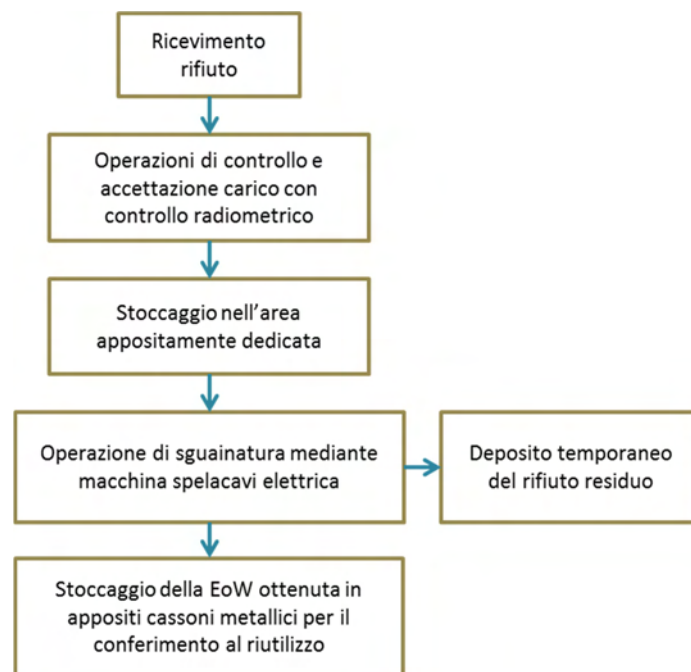 Ricevimento
rifiuto
Operazioni di controllo e
accettazione carico con
controllo radiometrico
Stoccaggio nell'area
appositamente dedicata
Operazione di sguainatura mediante
macchina spelacavi elettrica
Deposito temporaneo
del rifiuto residuo
Stoccaggio della EoW ottenuta in
appositi cassoni metallici per il
conferimento al riutilizzo